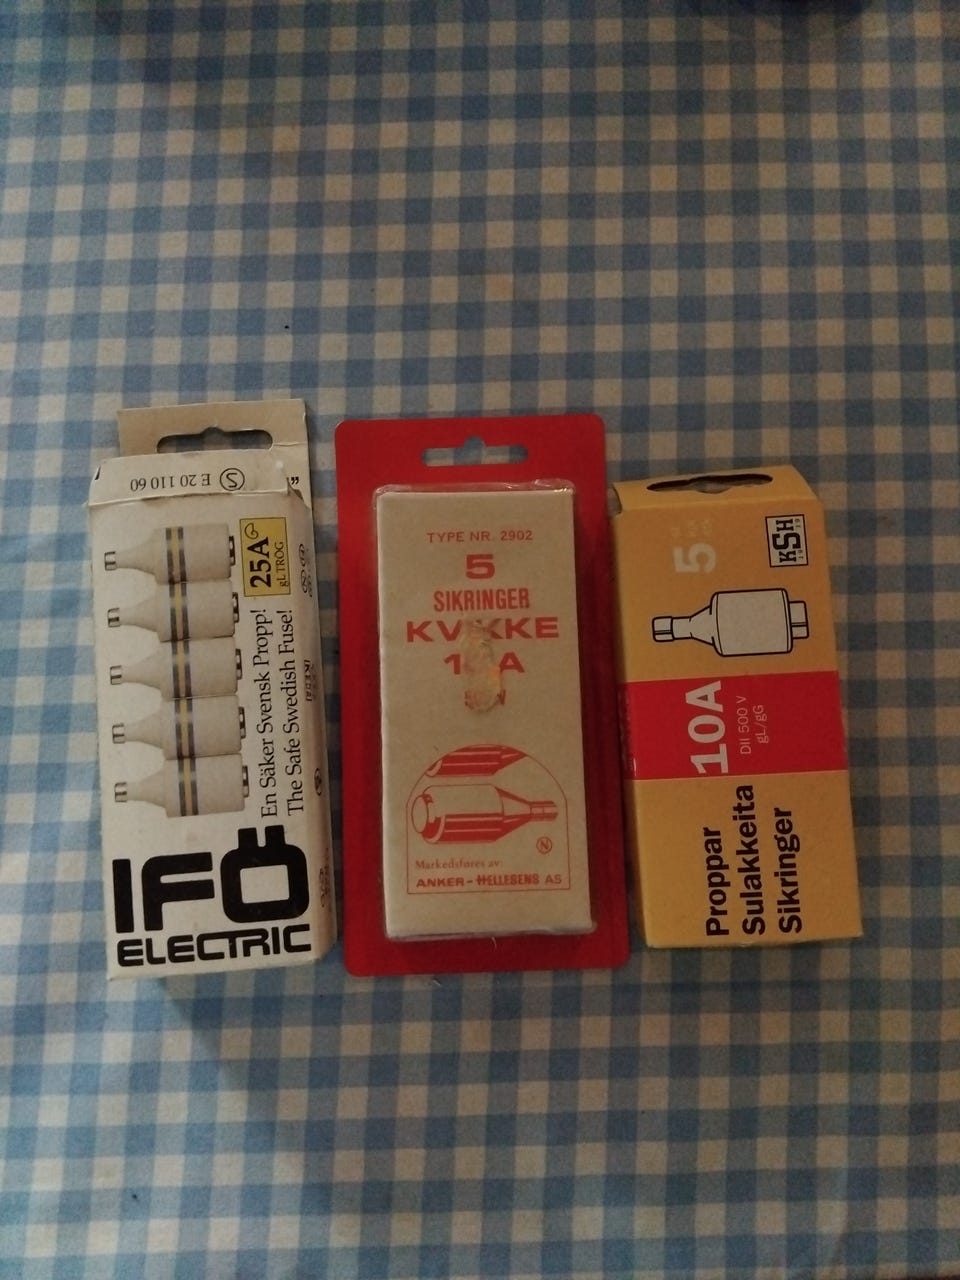 E 20 110 60 S
25A
gL TRÖG
En Säker Svensk Propp!
The Safe Swedish Fuse!
IFÖ
ELECTRIC
TYPE NR. 2902
5
SIKRINGER
KVIKKE
A
Markedsføres av:
N
ANKER-HELLESENS AS
5
KSH
10A
DII 500 V
gL/gG
Proppar
Sulakkeita
Sikringer